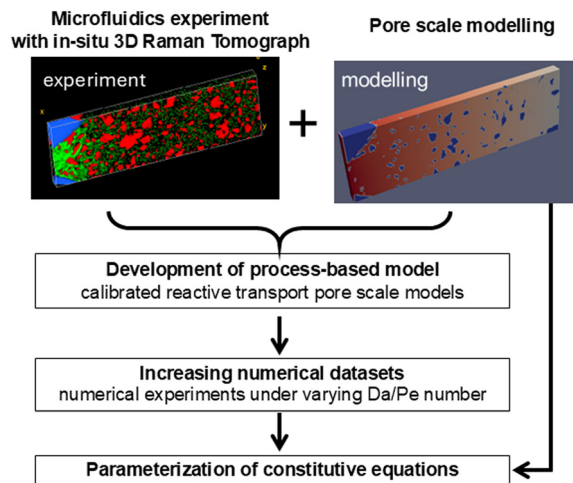 Microfluidics experiment
with in-situ 3D Raman Tomograph
Pore scale modelling
experiment
z
x
y
+
modelling
Development of process-based model
calibrated reactive transport pore scale models
Increasing numerical datasets
numerical experiments under varying Da/Pe number
Parameterization of constitutive equations